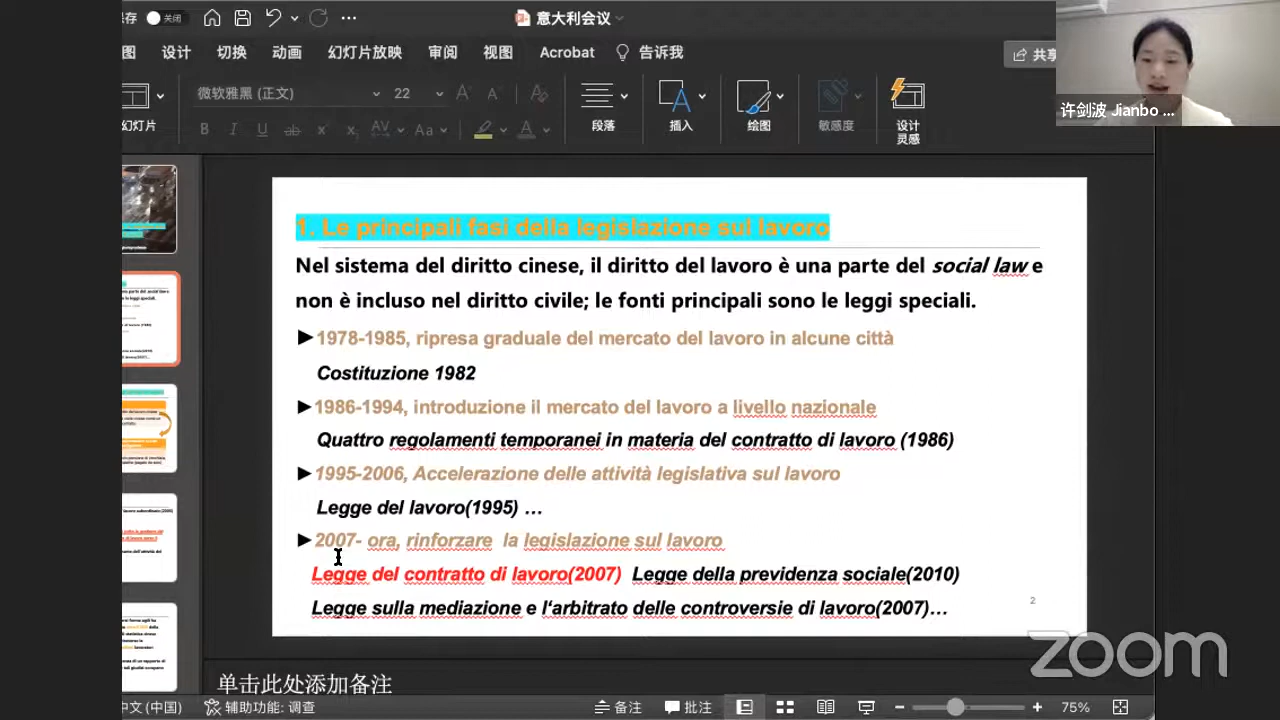 存 关闭 意大利会议
图 设计 切换 动画 幻灯片放映 审阅 视图 Acrobat 告诉我 共享
许剑波 Jianbo ...
微软雅黑 (正文) 22
幻灯片 段落 插入 绘图 敏感度 设计
灵感
1. Le principali fasi della legislazione sul lavoro
Nel sistema del diritto cinese, il diritto del lavoro è una parte del social law e
non è incluso nel diritto civile; le fonti principali sono le leggi speciali.
►1978-1985, ripresa graduale del mercato del lavoro in alcune città
Costituzione 1982
►1986-1994, introduzione il mercato del lavoro a livello nazionale
Quattro regolamenti temporanei in materia del contratto di lavoro (1986)
►1995-2006, Accelerazione delle attività legislativa sul lavoro
Legge del lavoro(1995) …
►2007- ora, rinforzare la legislazione sul lavoro
Legge del contratto di lavoro(2007) Legge della previdenza sociale(2010)
Legge sulla mediazione e l‘arbitrato delle controversie di lavoro(2007)…
2
zoom
单击此处添加备注
中文 (中国) 辅助功能: 调查 备注 批注 75%